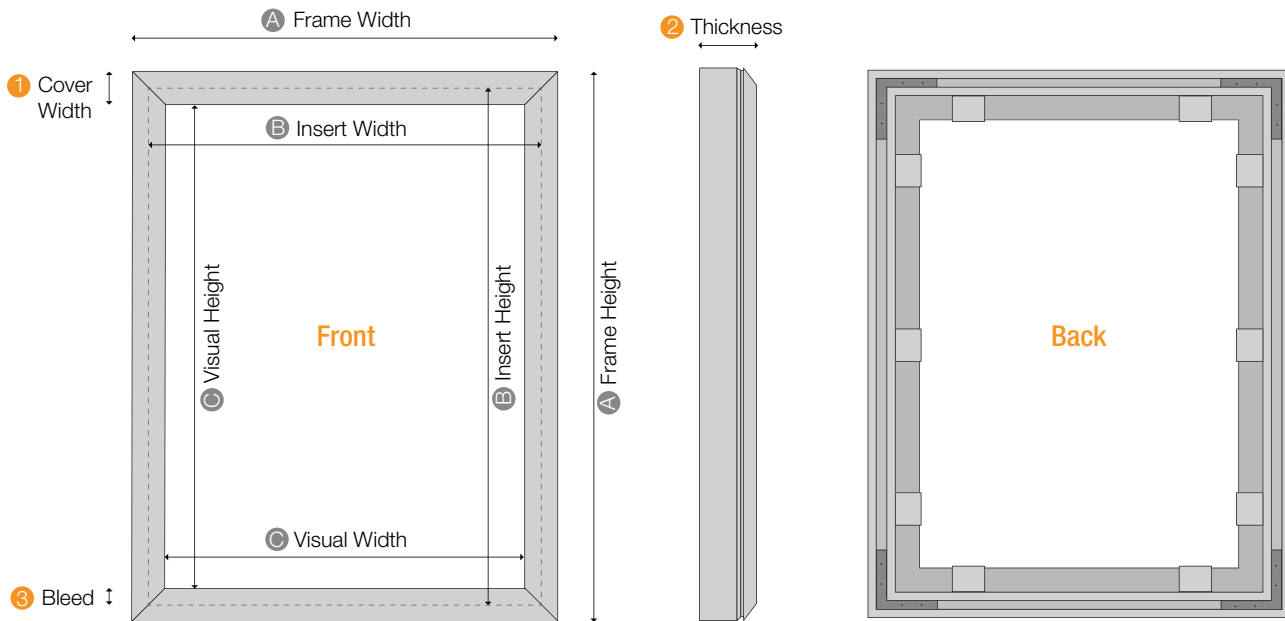 A Frame Width
2 Thickness
1 Cover
Width
B Insert Width
C Visual Height
Front
B Insert Height
A Frame Height
Back
C Visual Width
3 Bleed